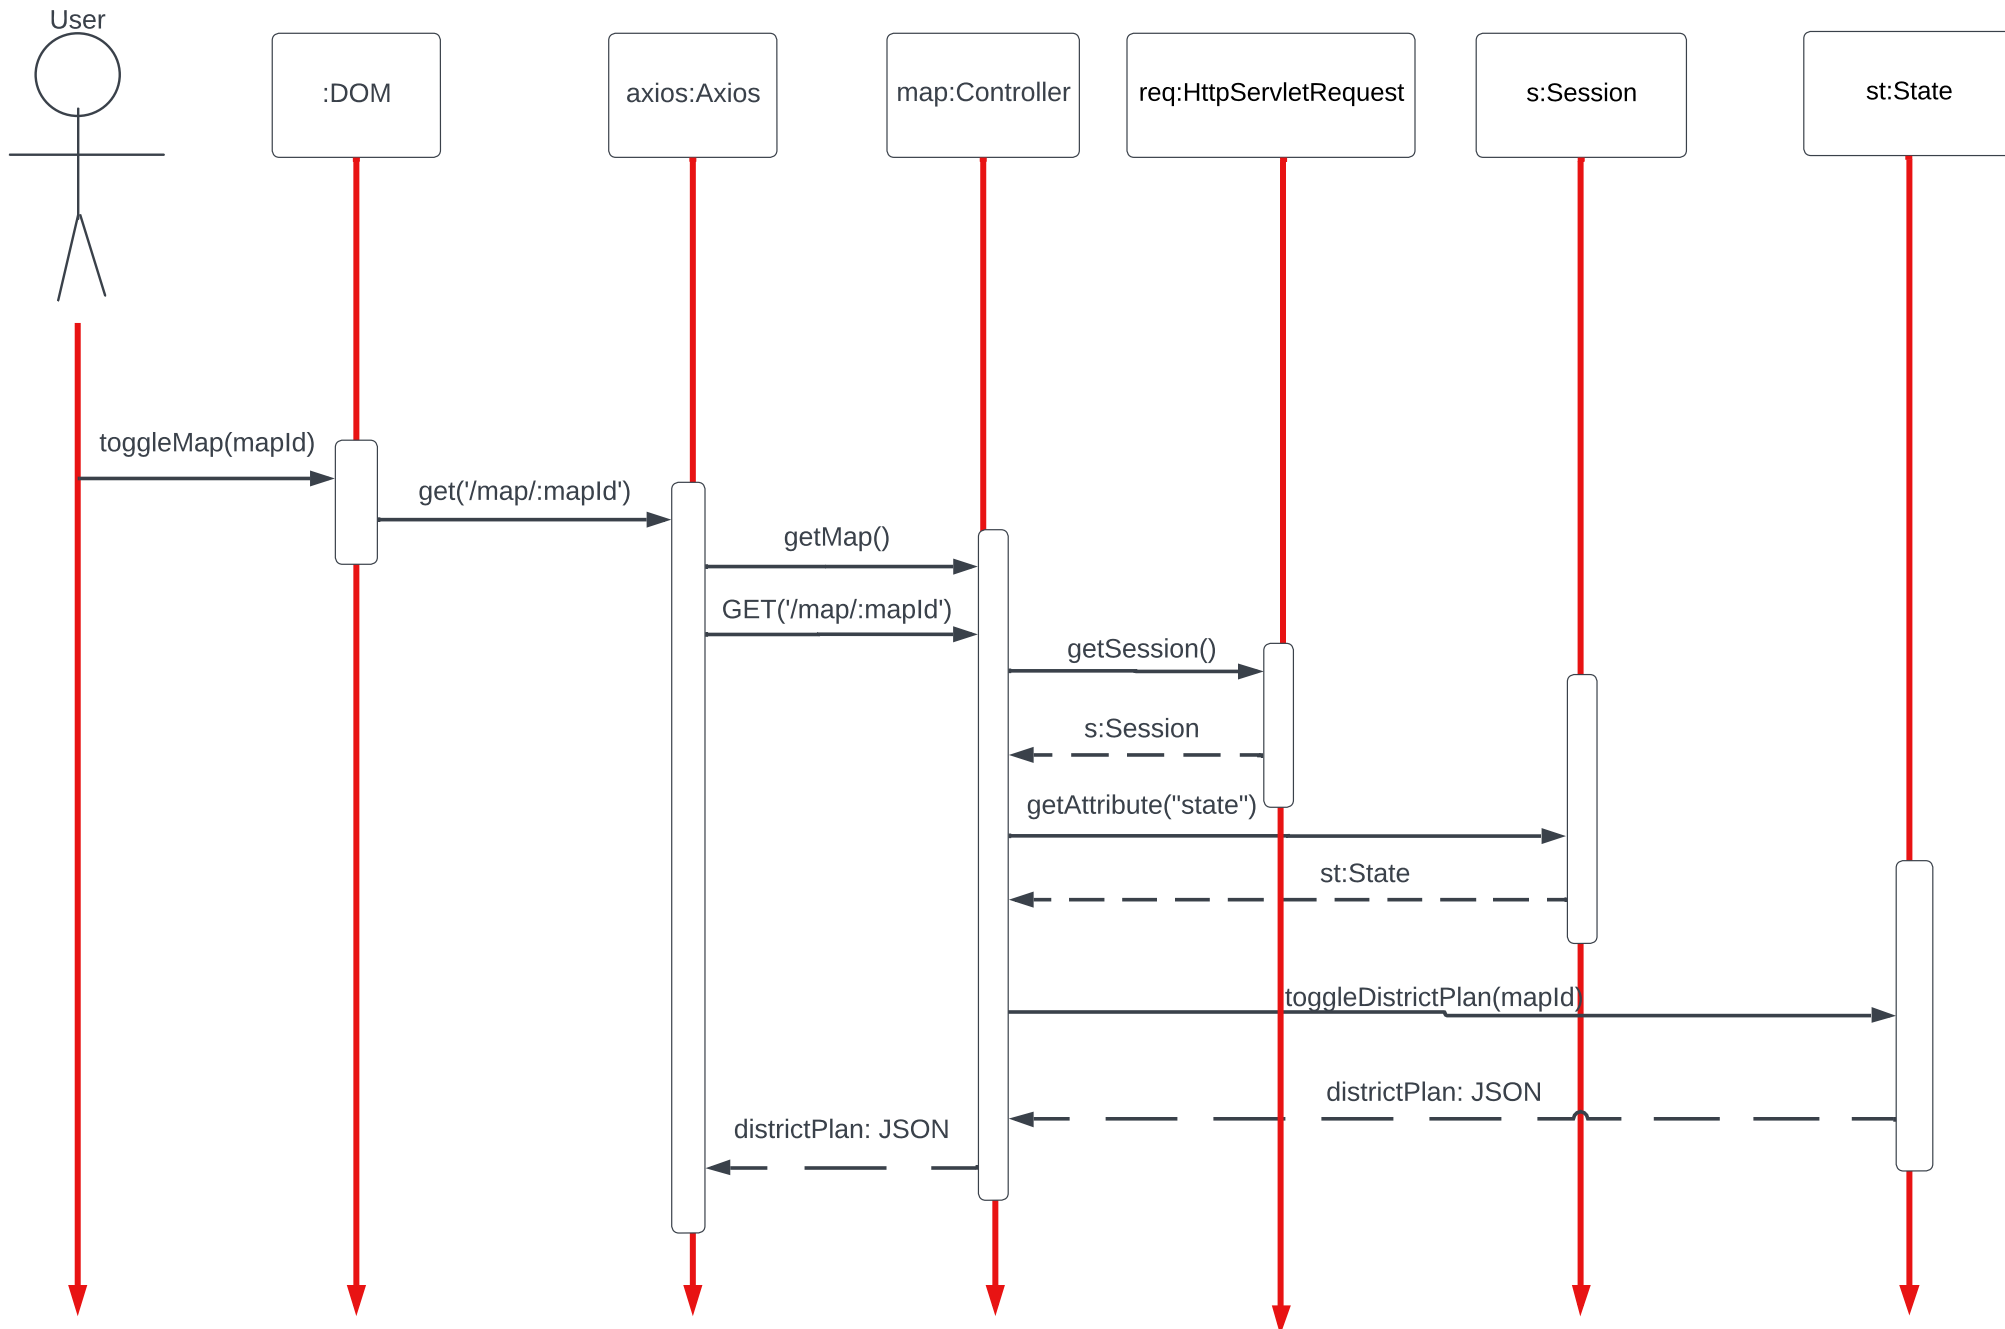 User
:DOM
axios:Axios
map:Controller
req:HttpServletRequest
s:Session
st:State
toggleMap(mapId)
get('/map/:mapId')
getMap()
GET('/map/:mapId')
getSession()
s:Session
getAttribute("state")
st:State
toggleDistrictPlan(mapId)
districtPlan: JSON
districtPlan: JSON